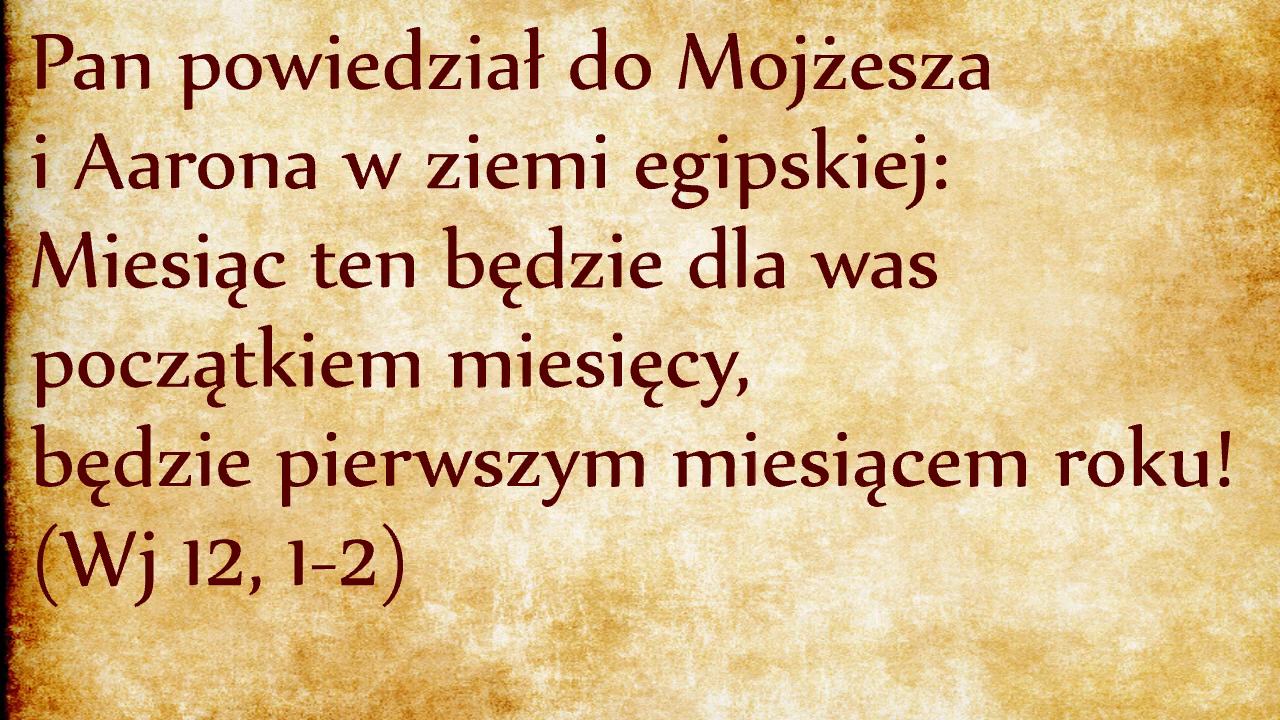 Pan powiedział do Mojżesza
i Aarona w ziemi egipskiej:
Miesiąc ten będzie dla was
początkiem miesięcy,
będzie pierwszym miesiącem roku!
(Wj 12, 1-2)